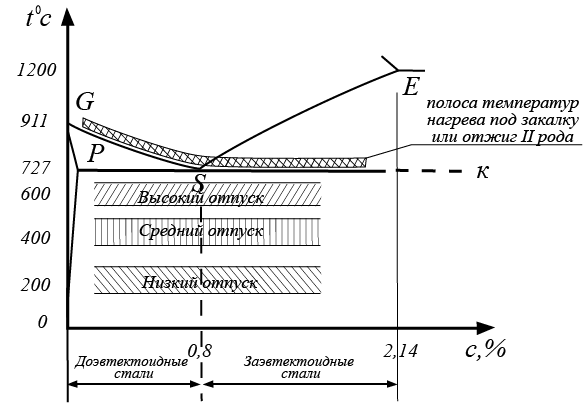 t⁰c
1200
E
G
911
полоса температур
нагрева под закалку
или отжиг II рода
P
727
S
к
600
Высокий отпуск
400
Средний отпуск
200
Низкий отпуск
0
0,8
2,14
c,%
Доэвтектоидные
стали
Заэвтектоидные
стали